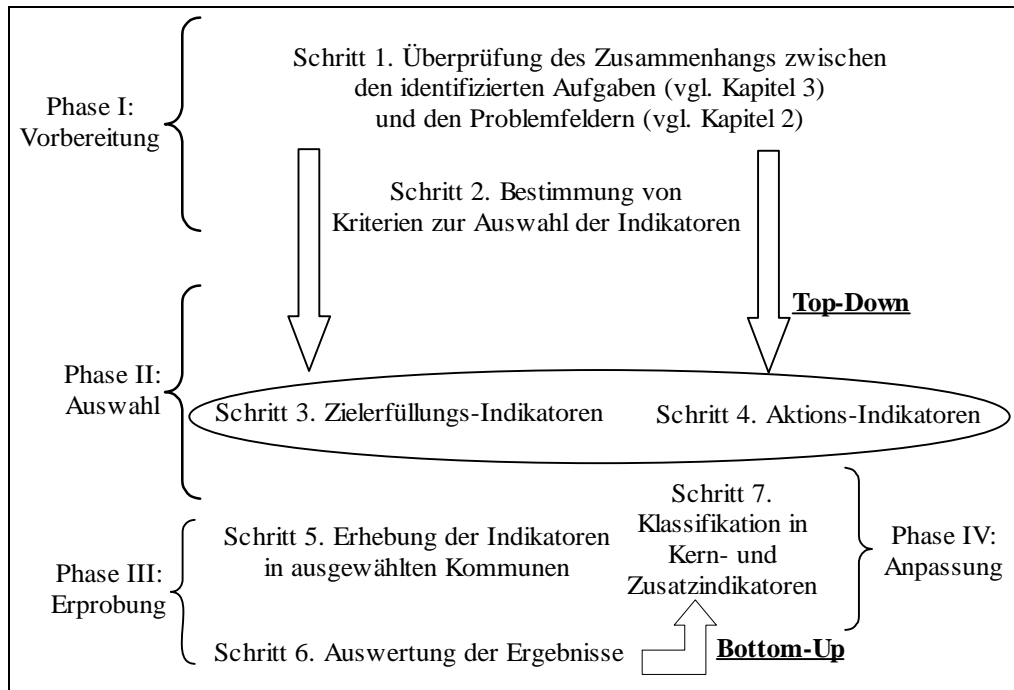 Phase I:
Vorbereitung
Schritt 1. Überprüfung des Zusammenhangs zwischen
den identifizierten Aufgaben (vgl. Kapitel 3)
und den Problemfeldern (vgl. Kapitel 2)
Schritt 2. Bestimmung von
Kriterien zur Auswahl der Indikatoren
Top-Down
Phase II:
Auswahl
Schritt 3. Zielerfüllungs-Indikatoren
Schritt 4. Aktions-Indikatoren
Phase III:
Erprobung
Schritt 5. Erhebung der Indikatoren
in ausgewählten Kommunen
Schritt 6. Auswertung der Ergebnisse
Bottom-Up
Schritt 7.
Klassifikation in
Kern- und
Zusatzindikatoren
Phase IV:
Anpassung